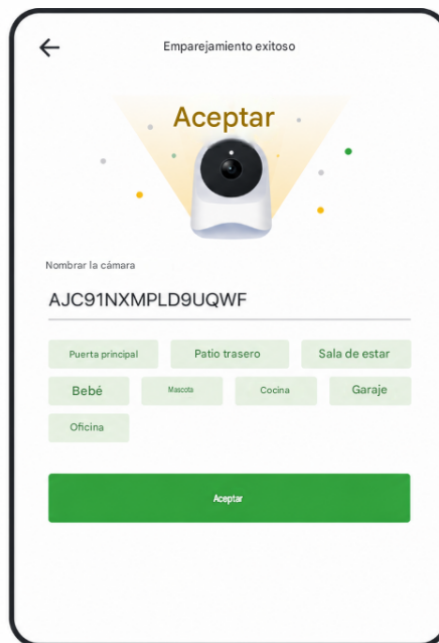 Emparejamiento exitoso
Aceptar
Nombrar la cámara
AJC91NXMPLD9UQWF
Puerta principal Patio trasero Sala de estar
Bebé Mascota Cocina Garaje
Oficina
Aceptar